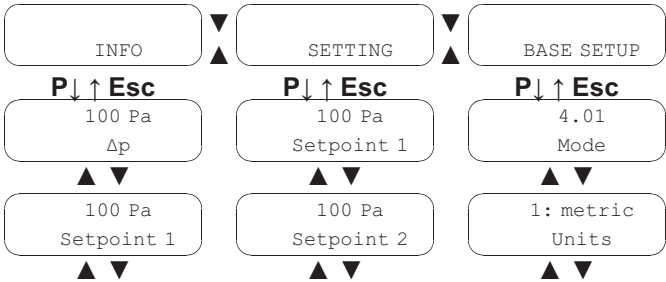 INFO SETTING BASE SETUP
P↓ ↑ Esc P↓ ↑ Esc P↓ ↑ Esc
100 Pa 100 Pa 4.01
Δp Setpoint 1 Mode
100 Pa 100 Pa 1: metric
Setpoint 1 Setpoint 2 Units